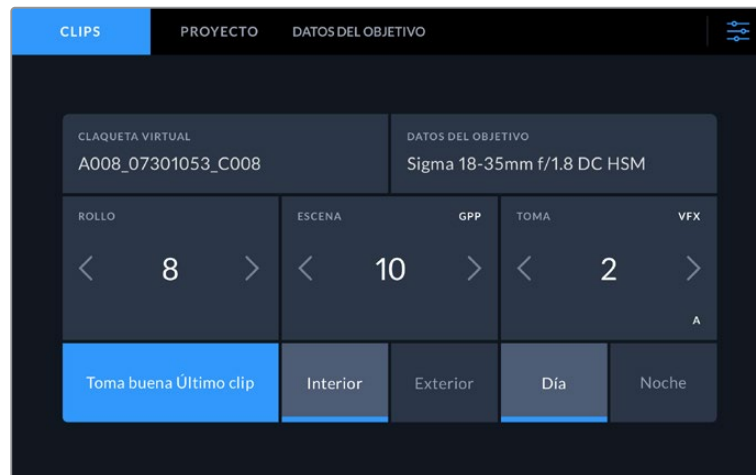 CLIPS PROYECTO DATOS DEL OBJETIVO
CLAQUETA VIRTUAL DATOS DEL OBJETIVO
A008_07301053_C008 Sigma 18-35mm f/1.8 DC HSM
ROLLO ESCENA GPP TOMA VFX
8 10 2
A
Toma buena Último clip Interior Exterior Día Noche